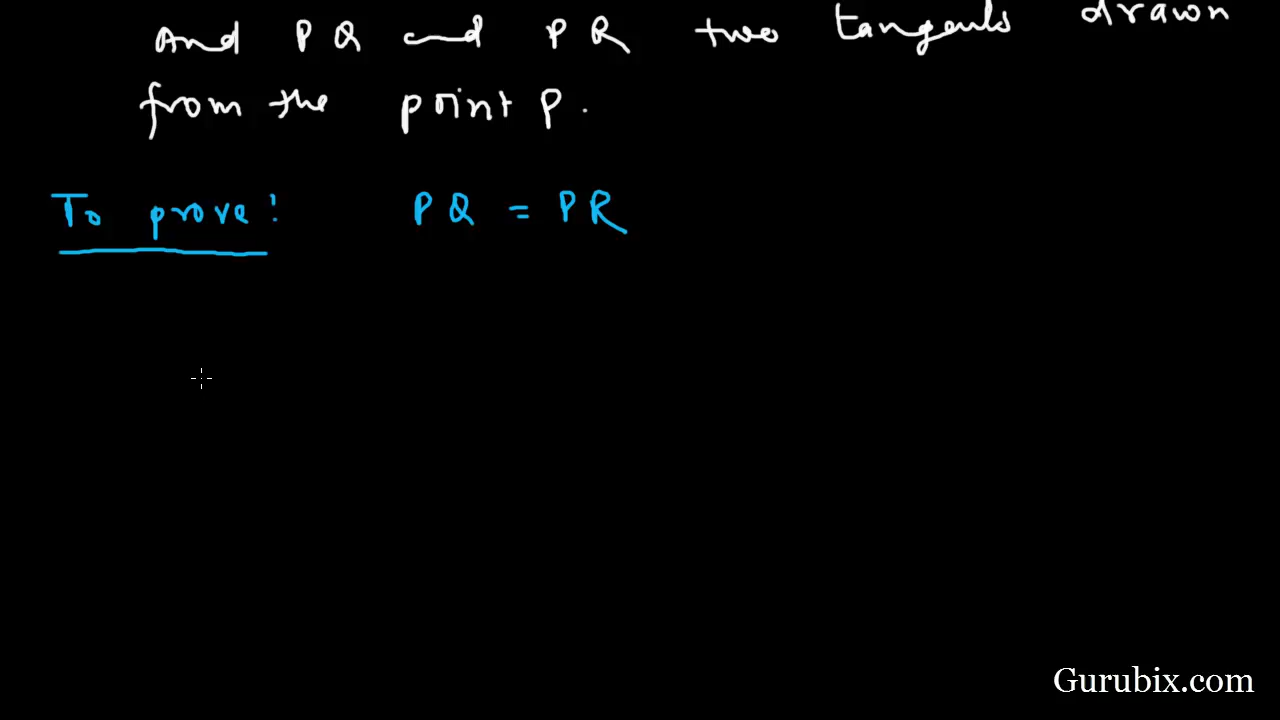 And PQ and PR two tangents drawn
from the point P.
To prove: PQ = PR
Gurubix.com